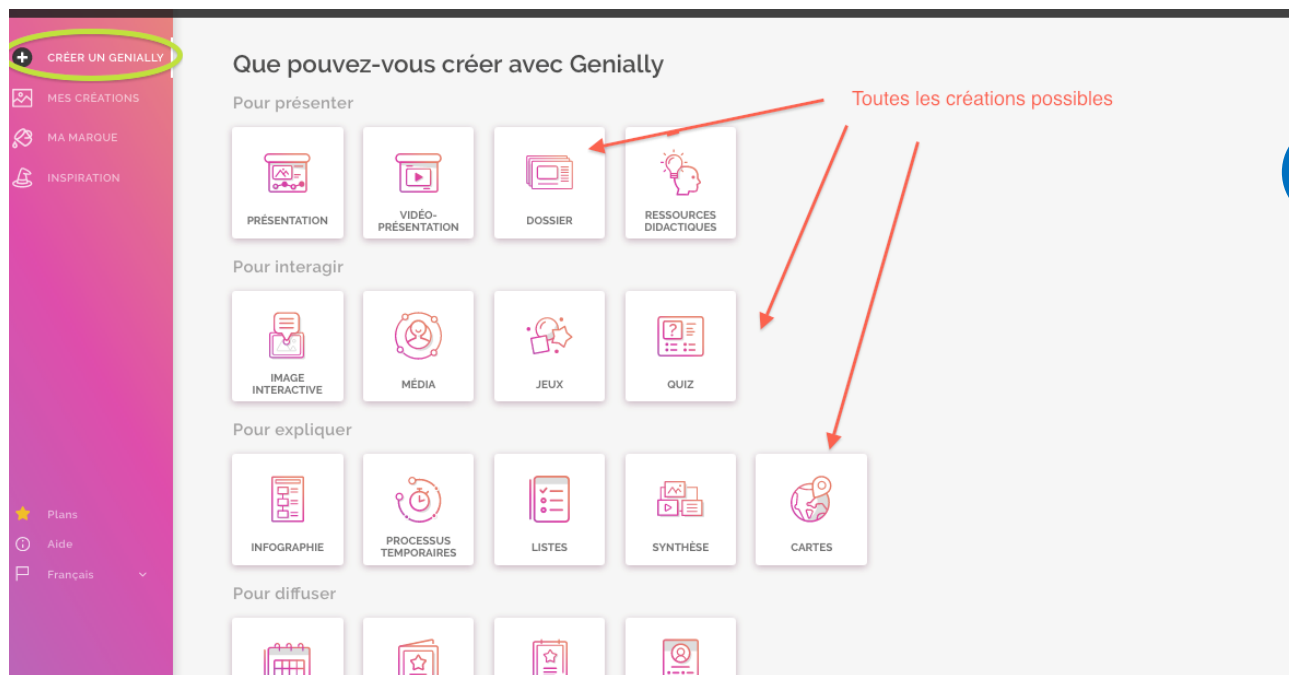 CRÉER UN GENIALLY
MES CRÉATIONS
MA MARQUE
INSPIRATION
Plans
Aide
Français
Que pouvez-vous créer avec Genially
Toutes les créations possibles
Pour présenter
PRÉSENTATION
VIDÉO-
PRÉSENTATION
DOSSIER
RESSOURCES
DIDACTIQUES
Pour interagir
IMAGE
INTERACTIVE
MÉDIA
JEUX
QUIZ
Pour expliquer
INFOGRAPHIE
PROCESSUS
TEMPORAIRES
LISTES
SYNTHÈSE
CARTES
Pour diffuser